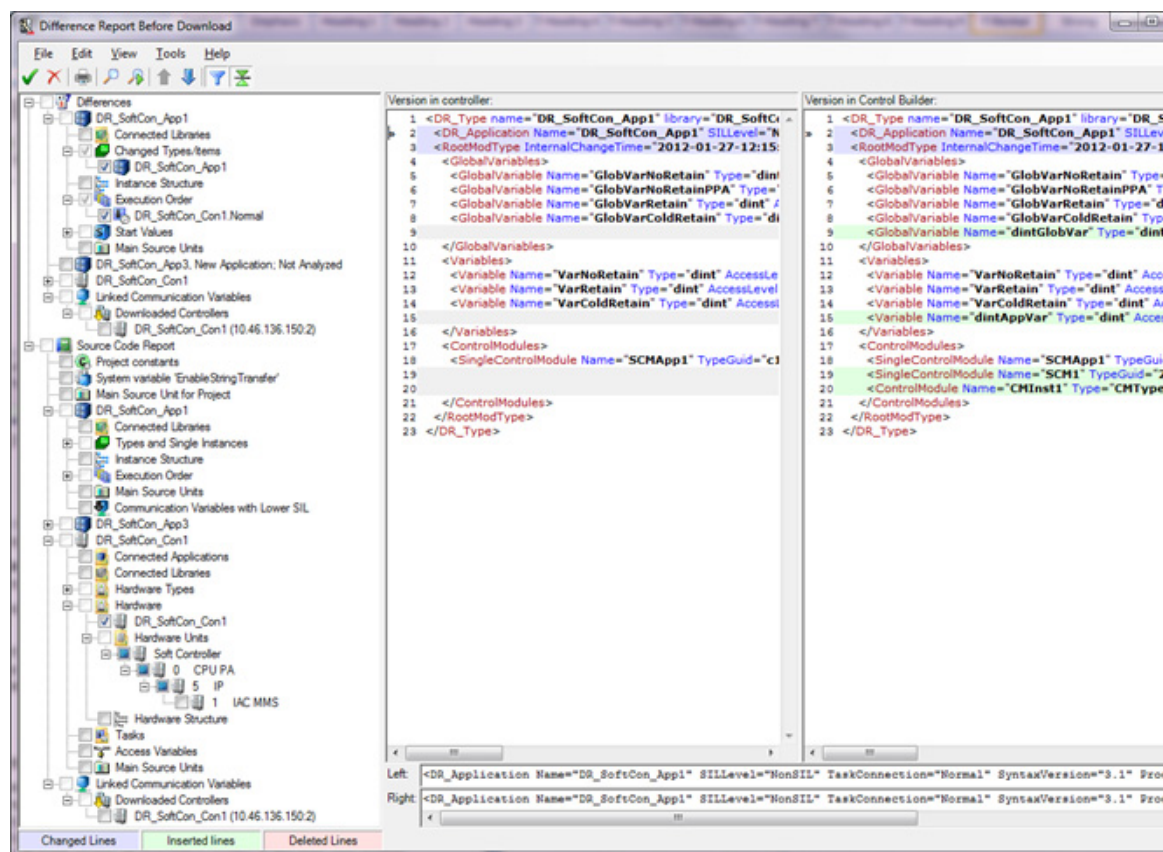 Difference Report Before Download
File Edit View Tools Help
Differences
DR_SoftCon_App1
Connected Libraries
Changed Types/Items
DR_SoftCon_App1
Instance Structure
Execution Order
DR_SoftCon_Con1.Normal
Start Values
Main Source Units
DR_SoftCon_App3, New Application; Not Analyzed
DR_SoftCon_Con1
Linked Communication Variables
Downloaded Controllers
DR_SoftCon_Con1 (10.46.136.150:2)
Source Code Report
Project constants
System variable 'EnableStringTransfer'
Main Source Unit for Project
DR_SoftCon_App1
Connected Libraries
Types and Single Instances
Instance Structure
Execution Order
Main Source Units
Communication Variables with Lower SIL
DR_SoftCon_App3
DR_SoftCon_Con1
Connected Applications
Connected Libraries
Hardware Types
Hardware
DR_SoftCon_Con1
Hardware Units
Soft Controller
0 CPU PA
5 IP
1 IAC MMS
Hardware Structure
Tasks
Access Variables
Main Source Units
Linked Communication Variables
Downloaded Controllers
DR_SoftCon_Con1 (10.46.136.150:2)
Changed Lines Inserted lines Deleted Lines
Version in controller:
1 <DR_Type name="DR_SoftCon_App1" library="DR_SoftCo
2 <DR_Application Name="DR_SoftCon_App1" SILLevel="N
3 <RootModType InternalChangeTime="2012-01-27-12:15:
4 <GlobalVariables>
5 <GlobalVariable Name="GlobVarNoRetain" Type="dint
6 <GlobalVariable Name="GlobVarNoRetainPPA" Type="
7 <GlobalVariable Name="GlobVarRetain" Type="dint" A
8 <GlobalVariable Name="GlobVarColdRetain" Type="di
9
10 </GlobalVariables>
11 <Variables>
12 <Variable Name="VarNoRetain" Type="dint" AccessLe
13 <Variable Name="VarRetain" Type="dint" AccessLevel
14 <Variable Name="VarColdRetain" Type="dint" AccessL
15
16 </Variables>
17 <ControlModules>
18 <SingleControlModule Name="SCMApp1" TypeGuid="c1
19
20
21 </ControlModules>
22 </RootModType>
23 </DR_Type>
Version in Control Builder:
1 <DR_Type name="DR_SoftCon_App1" library="DR_S
2 <DR_Application Name="DR_SoftCon_App1" SILLeve
3 <RootModType InternalChangeTime="2012-01-27-1
4 <GlobalVariables>
5 <GlobalVariable Name="GlobVarNoRetain" Type=
6 <GlobalVariable Name="GlobVarNoRetainPPA" T
7 <GlobalVariable Name="GlobVarRetain" Type="d
8 <GlobalVariable Name="GlobVarColdRetain" Typ
9 <GlobalVariable Name="dintGlobVar" Type="dint
10 </GlobalVariables>
11 <Variables>
12 <Variable Name="VarNoRetain" Type="dint" Acc
13 <Variable Name="VarRetain" Type="dint" Access
14 <Variable Name="VarColdRetain" Type="dint" A
15 <Variable Name="dintAppVar" Type="dint" Acces
16 </Variables>
17 <ControlModules>
18 <SingleControlModule Name="SCMApp1" TypeGui
19 <SingleControlModule Name="SCM1" TypeGuid="2
20 <ControlModule Name="CMInst1" Type="CMType
21 </ControlModules>
22 </RootModType>
23 </DR_Type>
Left: <DR_Application Name="DR_SoftCon_App1" SILLevel="NonSIL" TaskConnection="Normal" SyntaxVersion="3.1" Proc
Right: <DR_Application Name="DR_SoftCon_App1" SILLevel="NonSIL" TaskConnection="Normal" SyntaxVersion="3.1" Proc